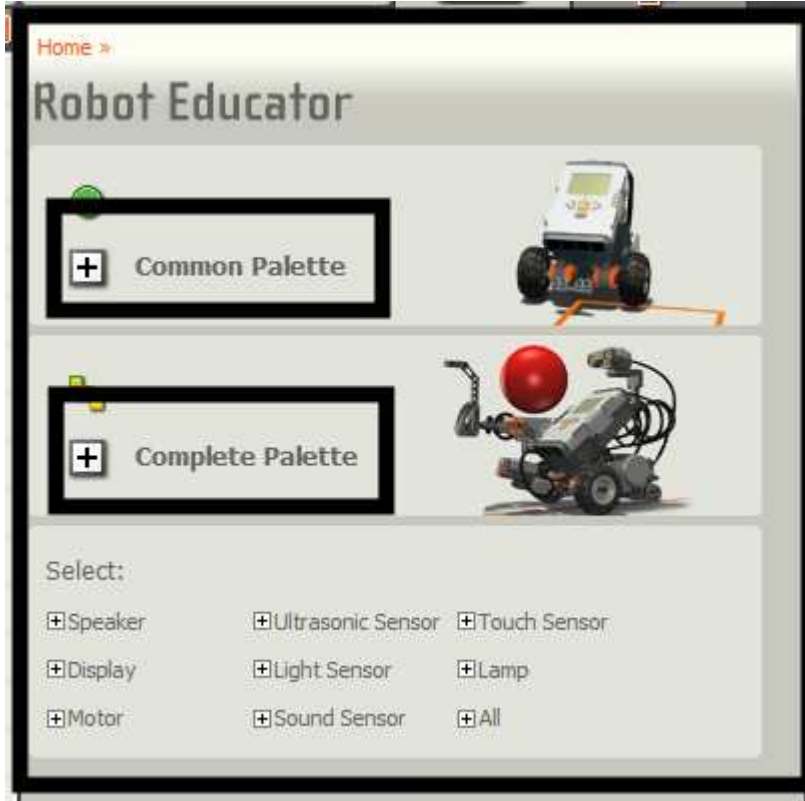 Home »
Robot Educator
Common Palette
Complete Palette
Select:
Speaker Ultrasonic Sensor Touch Sensor
Display Light Sensor Lamp
Motor Sound Sensor All